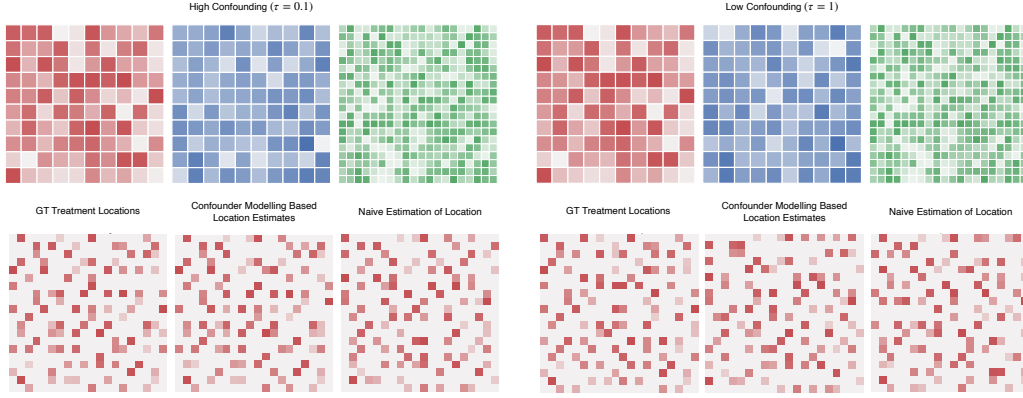 High Confounding (τ = 0.1)
Low Confounding (τ = 1)
GT Treatment Locations
Confounder Modelling Based
Location Estimates
Naive Estimation of Location
GT Treatment Locations
Confounder Modelling Based
Location Estimates
Naive Estimation of Location